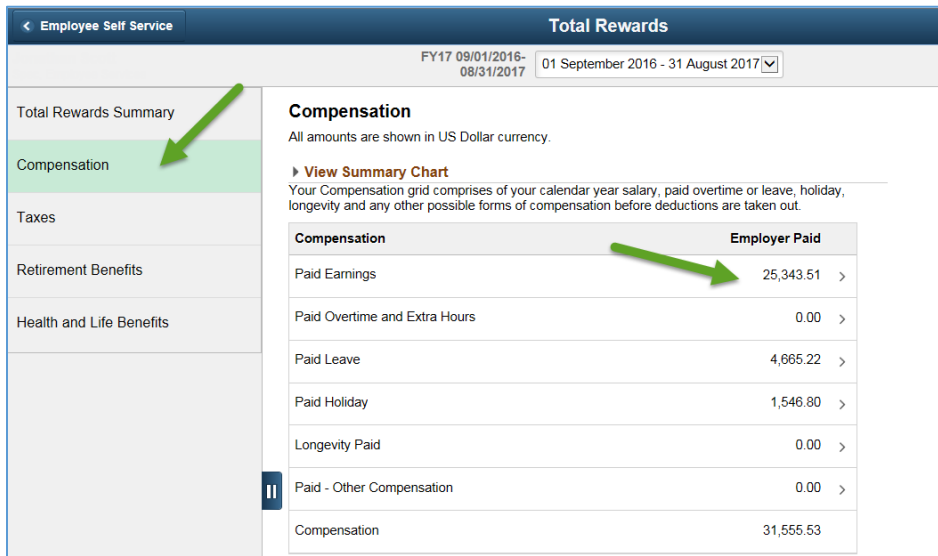 Employee Self Service
Total Rewards
FY17 09/01/2016-
08/31/2017
01 September 2016 - 31 August 2017
Total Rewards Summary
Compensation
Taxes
Retirement Benefits
Health and Life Benefits
Compensation
All amounts are shown in US Dollar currency.
View Summary Chart
Your Compensation grid comprises of your calendar year salary, paid overtime or leave, holiday,
longevity and any other possible forms of compensation before deductions are taken out.
Compensation Employer Paid
Paid Earnings 25,343.51
Paid Overtime and Extra Hours 0.00
Paid Leave 4,665.22
Paid Holiday 1,546.80
Longevity Paid 0.00
Paid - Other Compensation 0.00
Compensation 31,555.53